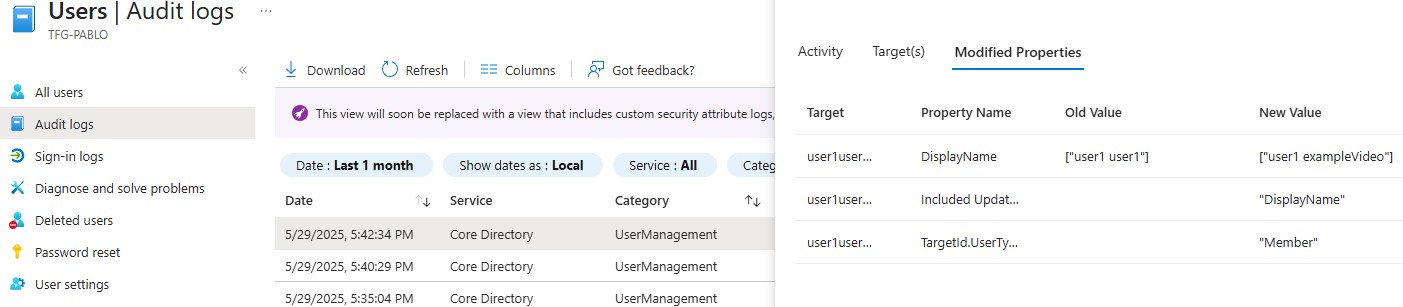 Users | Audit logs ...
TFG-PABLO
«
All users
Audit logs
Sign-in logs
Diagnose and solve problems
Deleted users
Password reset
User settings
Download Refresh Columns Got feedback?
This view will soon be replaced with a view that includes custom security attribute logs,
Date : Last 1 month Show dates as : Local Service : All Categ
Date Service Category
5/29/2025, 5:42:34 PM Core Directory UserManagement
5/29/2025, 5:40:29 PM Core Directory UserManagement
5/29/2025, 5:35:04 PM Core Directory UserManagement
Activity Target(s) Modified Properties
Target Property Name Old Value New Value
user1user... DisplayName ["user1 user1"] ["user1 exampleVideo"]
user1user... Included Updat... "DisplayName"
user1user... TargetId.UserTy... "Member"